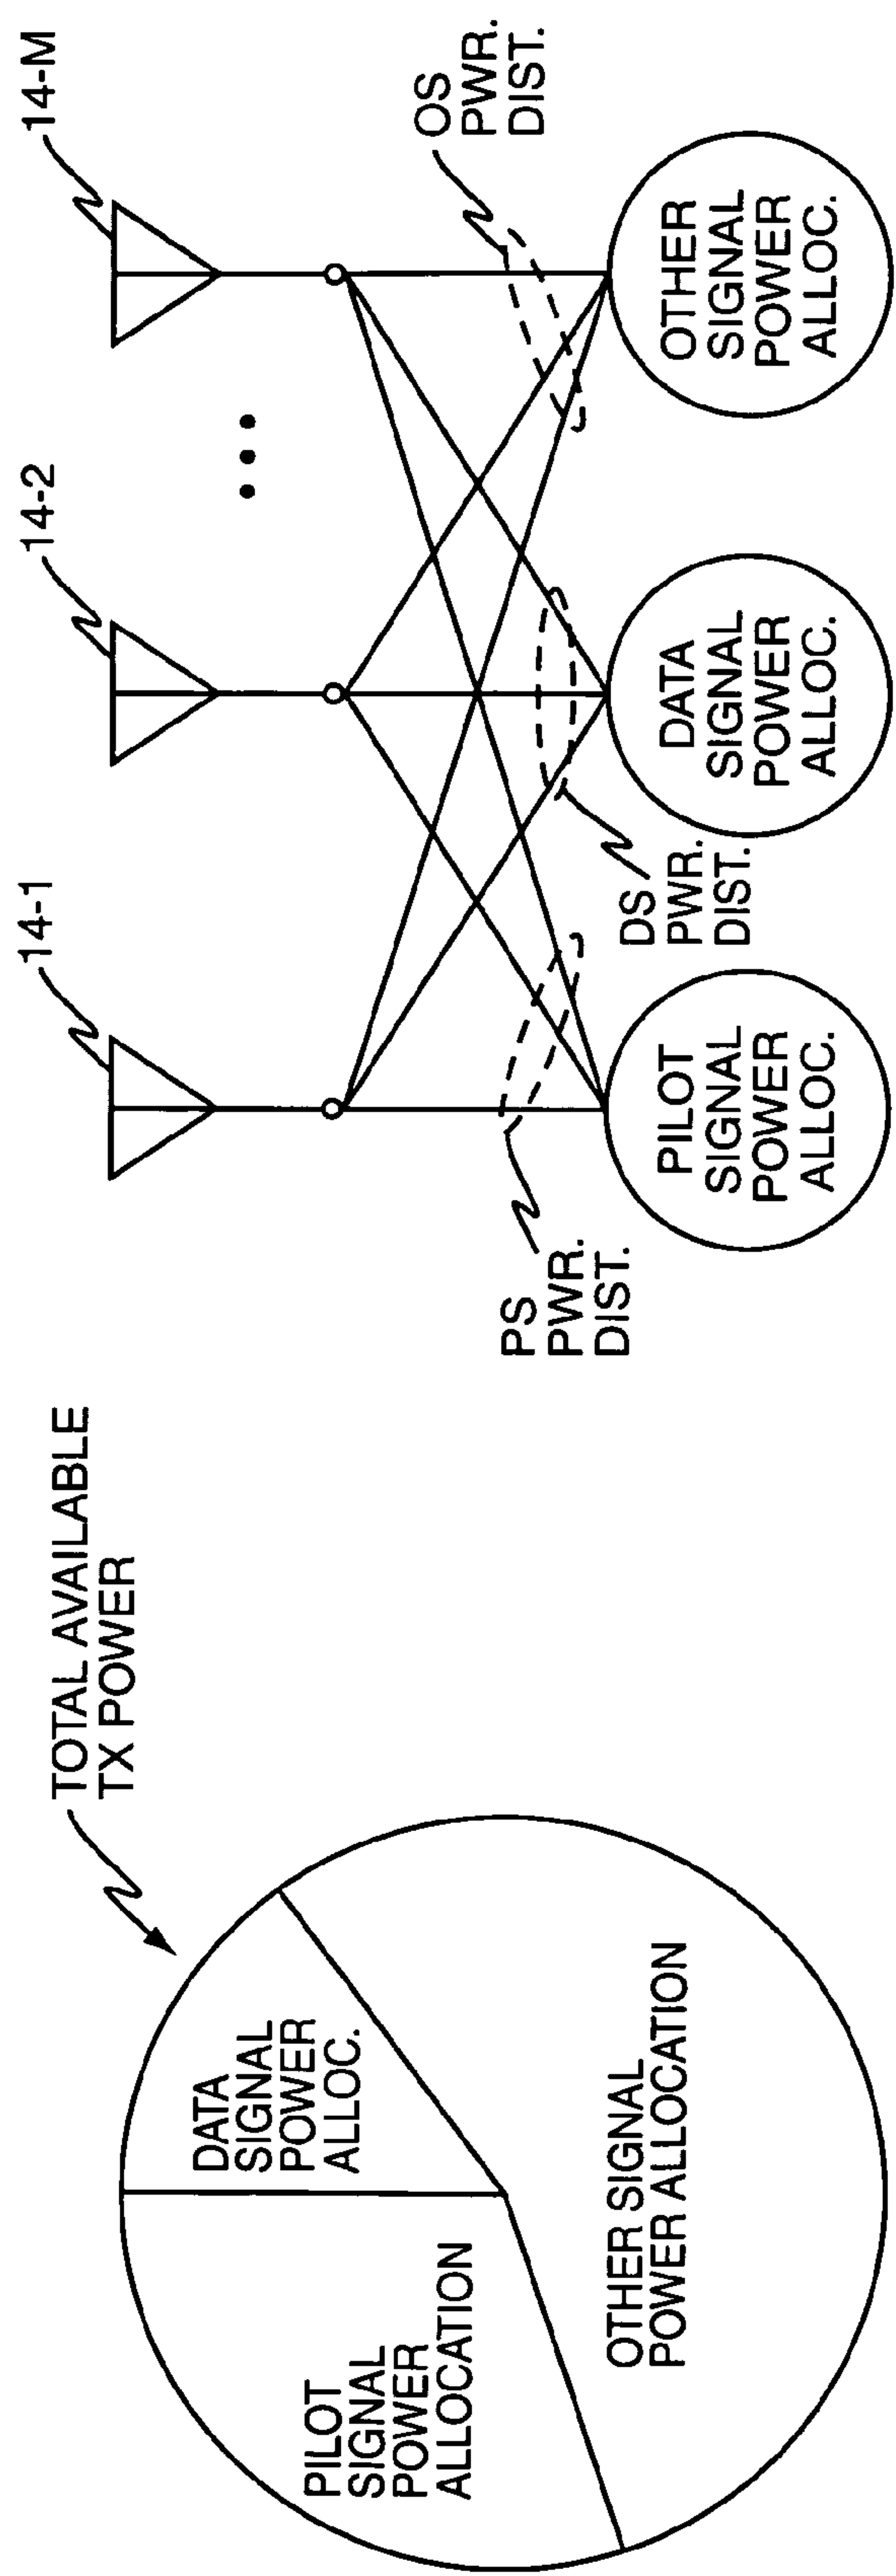 TOTAL AVAILABLE
TX POWER
PILOT
SIGNAL
POWER
ALLOCATION
DATA
SIGNAL
POWER
ALLOC.
OTHER SIGNAL
POWER ALLOCATION
14-1
14-2
14-M
PS
PWR.
DIST.
DS
PWR.
DIST.
OS
PWR.
DIST.
PILOT
SIGNAL
POWER
ALLOC.
DATA
SIGNAL
POWER
ALLOC.
OTHER
SIGNAL
POWER
ALLOC.